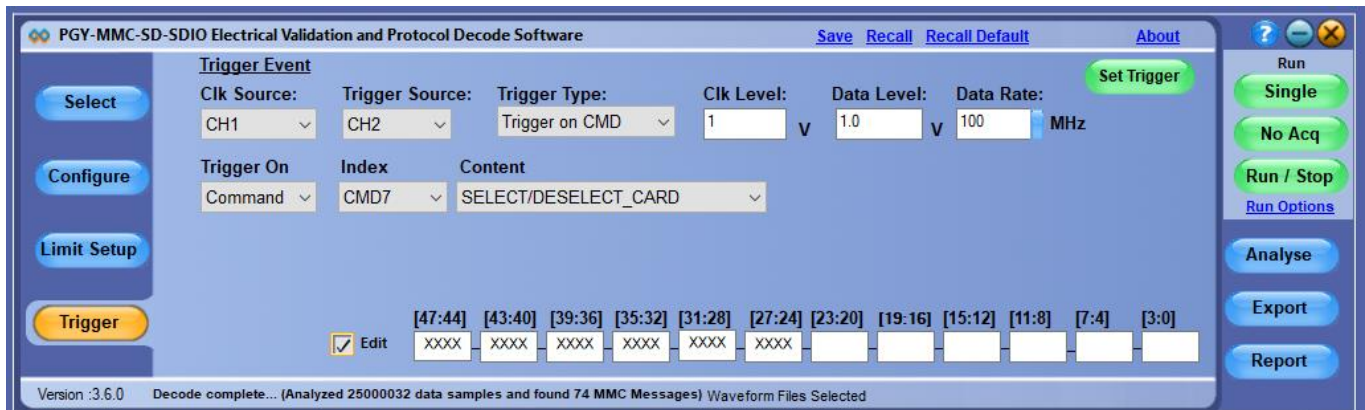 PGY-MMC-SD-SDIO Electrical Validation and Protocol Decode Software Save Recall Recall Default About ?
Trigger Event
Set Trigger
Run
Select
Clk Source: Trigger Source: Trigger Type: Clk Level: Data Level: Data Rate:
Single
CH1 CH2 Trigger on CMD 1 V 1.0 V 100 MHz
No Acq
Configure
Trigger On Index Content
Run / Stop
Command CMD7 SELECT/DESELECT_CARD
Run Options
Limit Setup
Analyse
Trigger
[47:44] [43:40] [39:36] [35:32] [31:28] [27:24] [23:20] [19:16] [15:12] [11:8] [7:4] [3:0]
Export
Edit XXXX - XXXX - XXXX - XXXX - XXXX - XXXX - - - - - -
Report
Version :3.6.0 Decode complete... (Analyzed 25000032 data samples and found 74 MMC Messages) Waveform Files Selected